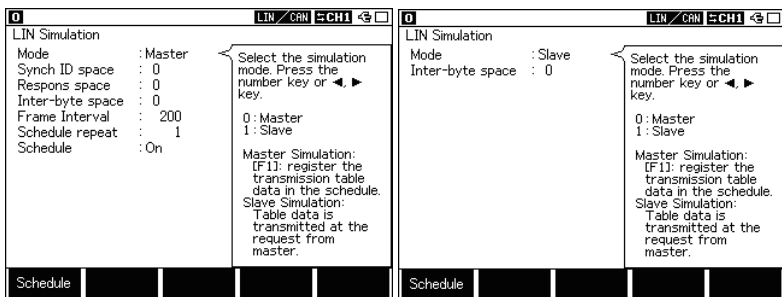 0 LIN/CAN CH1
LIN Simulation
Mode : Master
Synch ID space : 0
Respons space : 0
Inter-byte space : 0
Frame Interval : 200
Schedule repeat : 1
Schedule : On
Select the simulation
mode. Press the
number key or ◄, ►
key.
0 : Master
1 : Slave
Master Simulation:
[F1]: register the
transmission table
data in the schedule.
Slave Simulation:
Table data is
transmitted at the
request from
master.
Schedule
0 LIN/CAN CH1
LIN Simulation
Mode : Slave
Inter-byte space : 0
Select the simulation
mode. Press the
number key or ◄, ►
key.
0 : Master
1 : Slave
Master Simulation:
[F1]: register the
transmission table
data in the schedule.
Slave Simulation:
Table data is
transmitted at the
request from
master.
Schedule